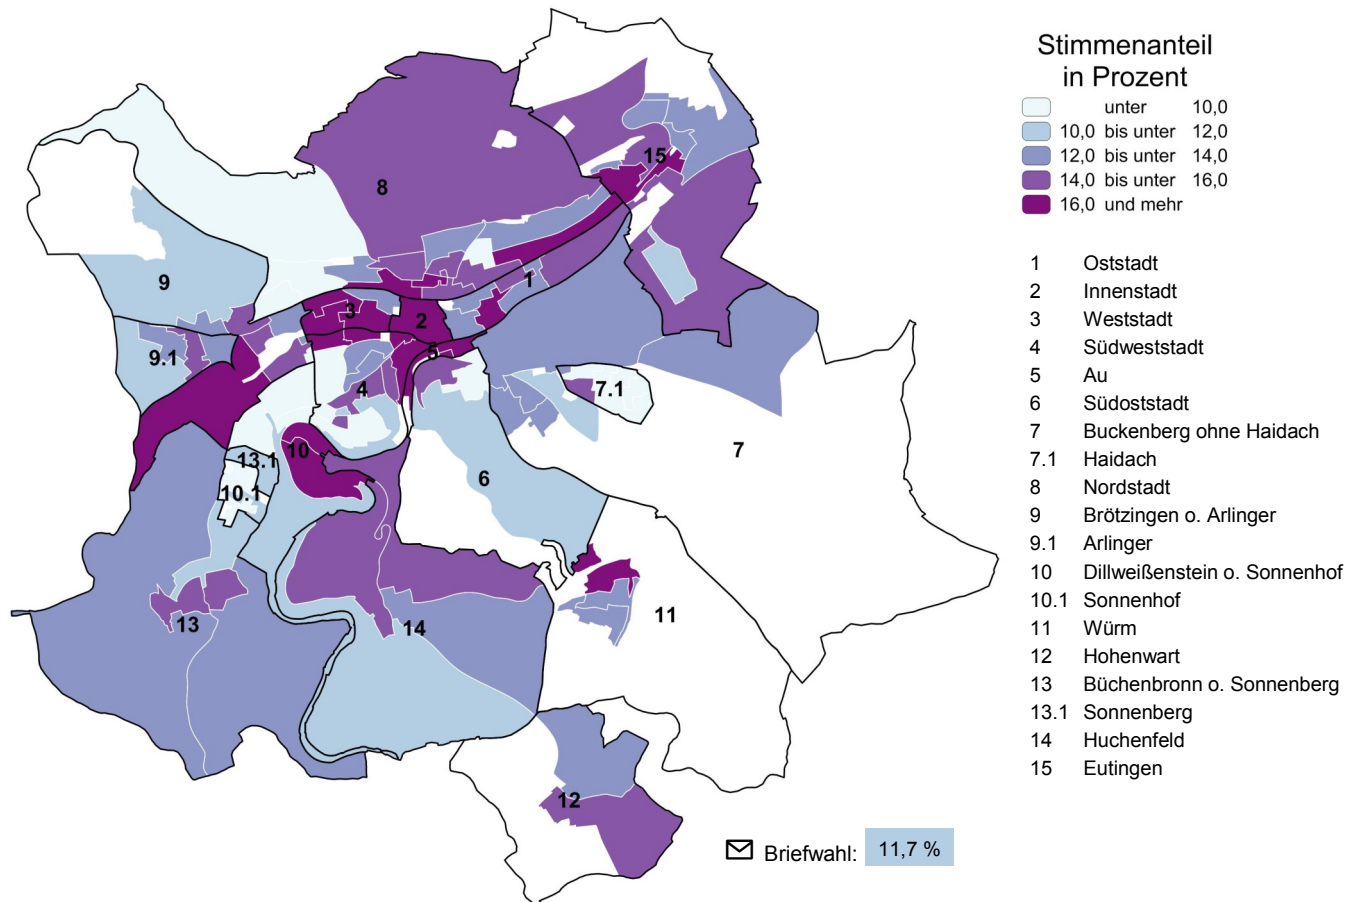 Stimmenanteil
in Prozent
unter 10,0
10,0 bis unter 12,0
12,0 bis unter 14,0
14,0 bis unter 16,0
16,0 und mehr
1 Oststadt
2 Innenstadt
3 Weststadt
4 Südweststadt
5 Au
6 Südoststadt
7 Buckenberg ohne Haidach
7.1 Haidach
8 Nordstadt
9 Brötzingen o. Arlinger
9.1 Arlinger
10 Dillweißenstein o. Sonnenhof
10.1 Sonnenhof
11 Würm
12 Hohenwart
13 Büchenbronn o. Sonnenberg
13.1 Sonnenberg
14 Huchenfeld
15 Eutingen
15
8
9
1
3
2
5
9.1
4
7.1
7
10
13.1
6
10.1
11
13
14
12
Briefwahl: 11,7 %